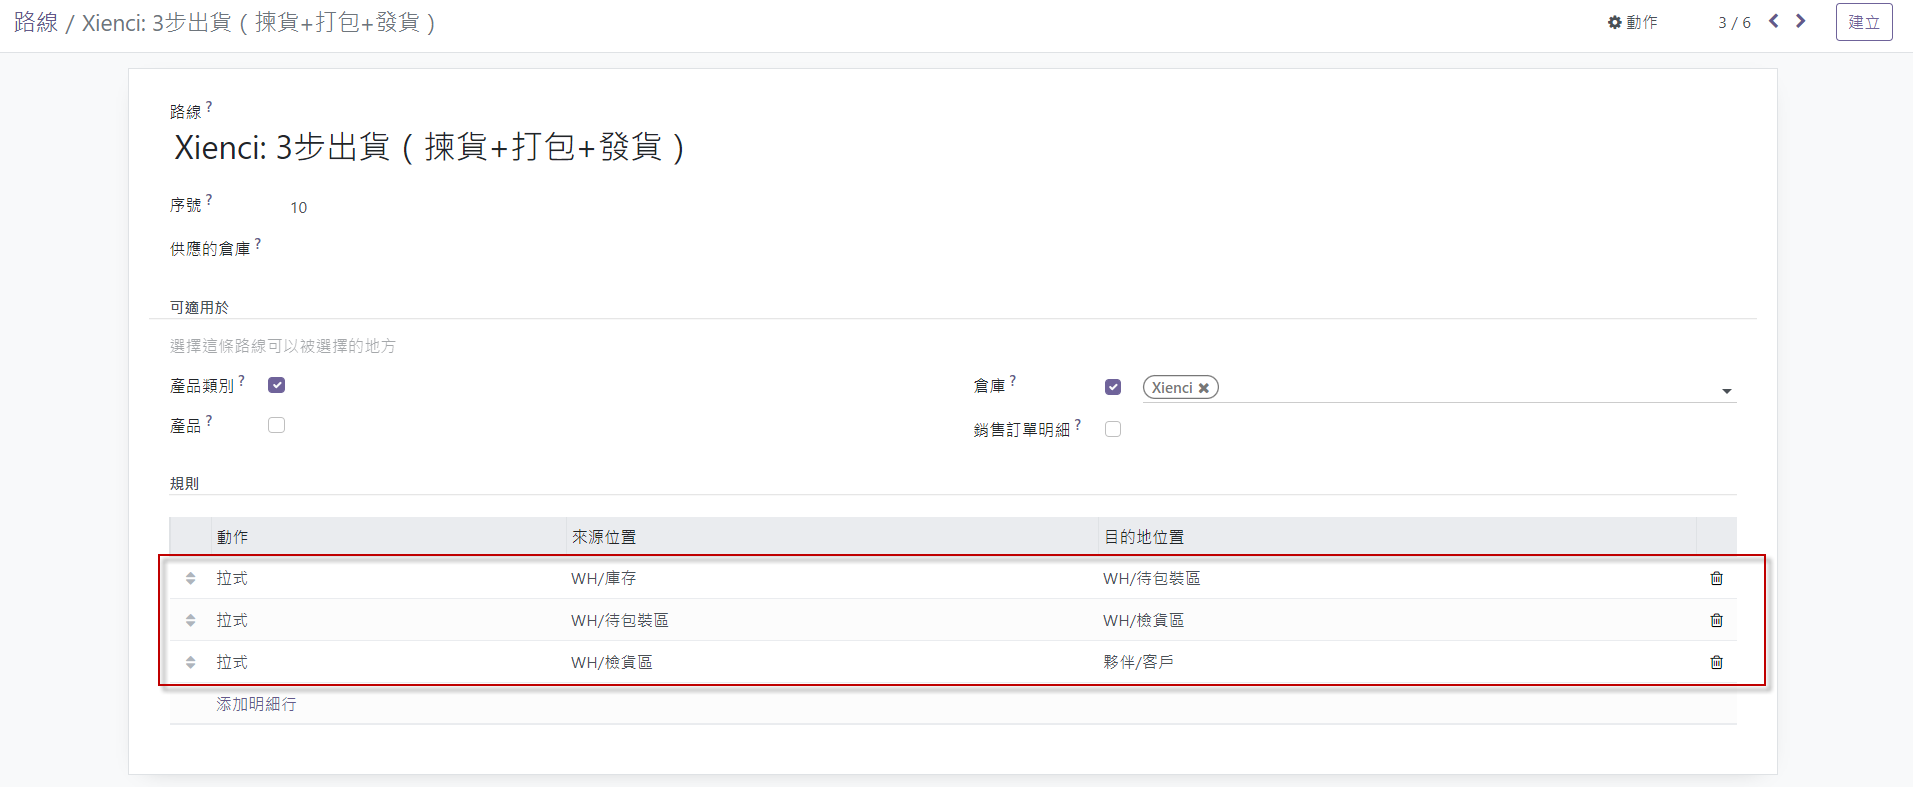 路線 / Xienci: 3步出貨（揀貨+打包+發貨）
動作
3 / 6
建立
路線 ?
Xienci: 3步出貨（揀貨+打包+發貨）
序號 ?
10
供應的倉庫 ?
可適用於
選擇這條路線可以被選擇的地方
產品類別 ?
倉庫 ?
Xienci
產品 ?
銷售訂單明細 ?
規則
動作 來源位置 目的地位置
拉式 WH/庫存 WH/待包裝區
拉式 WH/待包裝區 WH/檢貨區
拉式 WH/檢貨區 夥伴/客戶
添加明細行